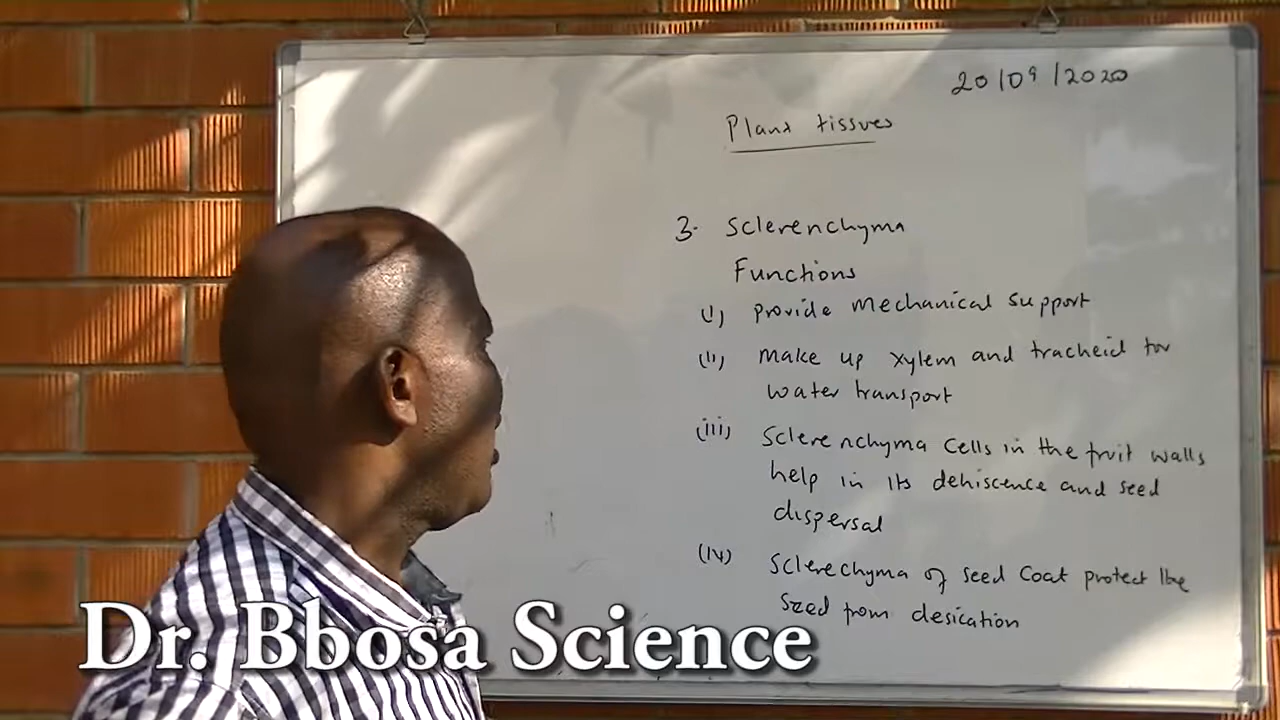 20/09/2020
Plant tissues
3. Sclerenchyma
Functions
(i) Provide mechanical support
(ii) make up xylem and tracheid for
water transport
(iii) Sclerenchyma cells in the fruit walls
help in its dehiscence and seed
dispersal
(iv) Sclerechyma of seed coat protect the
seed from desication
Dr. Bbosa Science